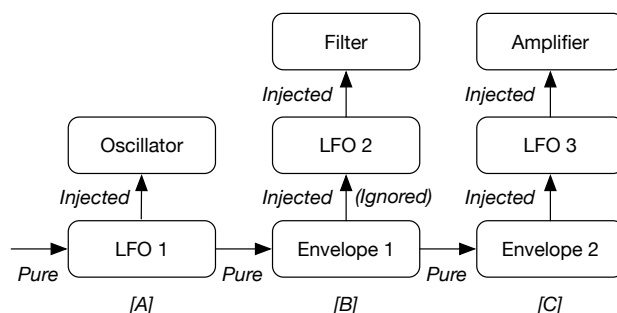 Filter
Amplifier
Injected
Injected
Oscillator
LFO 2
LFO 3
Injected
Injected
(Ignored)
Injected
LFO 1
Envelope 1
Envelope 2
Pure
Pure
Pure
[A]
[B]
[C]